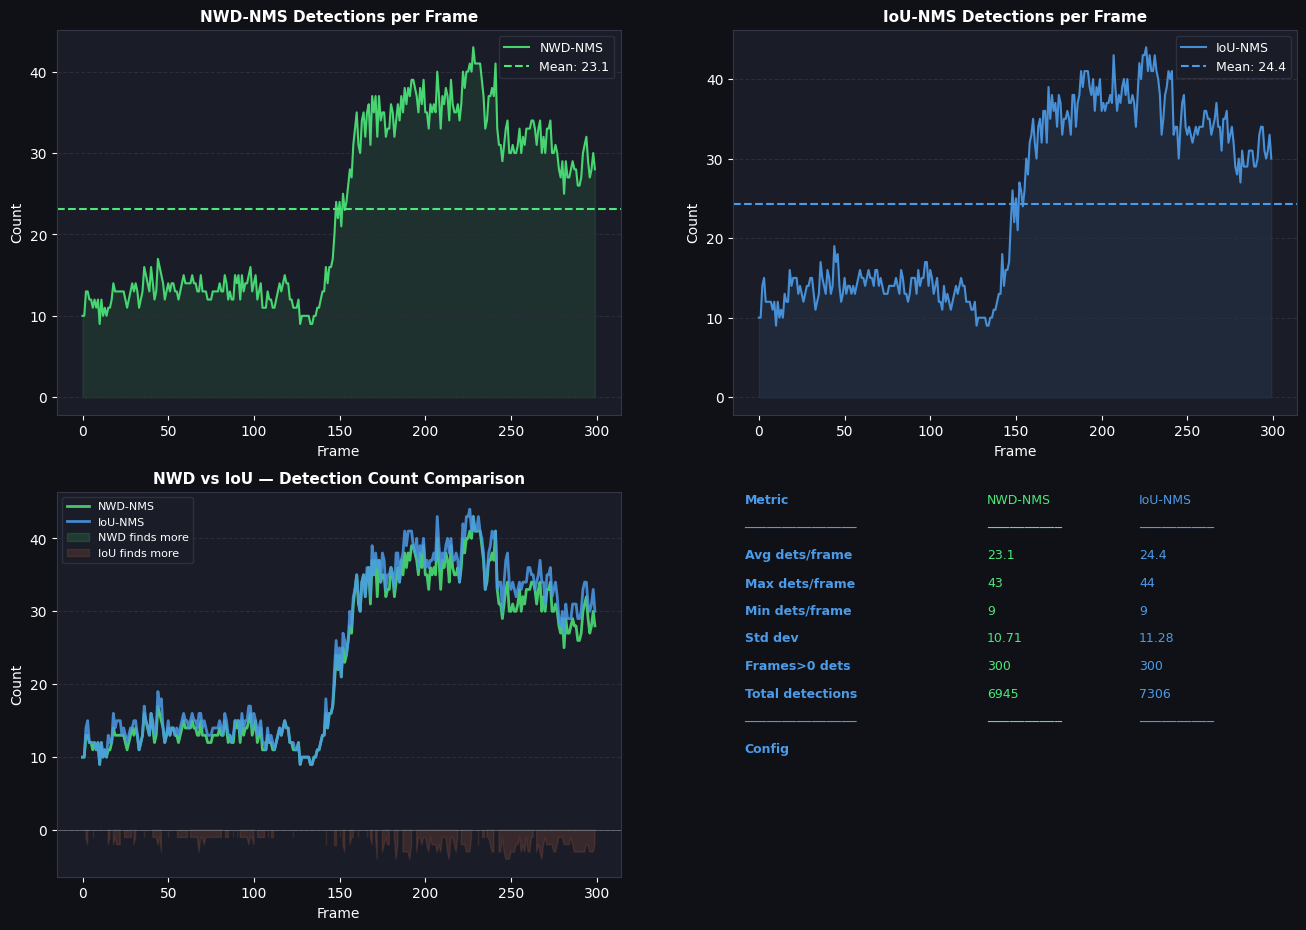 NWD-NMS Detections per Frame
NWD-NMS
Mean: 23.1
Count
40
30
20
10
0
0 50 100 150 200 250 300
Frame
IoU-NMS Detections per Frame
IoU-NMS
Mean: 24.4
Count
40
30
20
10
0
0 50 100 150 200 250 300
Frame
NWD vs IoU — Detection Count Comparison
NWD-NMS
IoU-NMS
NWD finds more
IoU finds more
Count
40
30
20
10
0
0 50 100 150 200 250 300
Frame
Metric NWD-NMS IoU-NMS
Avg dets/frame 23.1 24.4
Max dets/frame 43 44
Min dets/frame 9 9
Std dev 10.71 11.28
Frames>0 dets 300 300
Total detections 6945 7306
Config